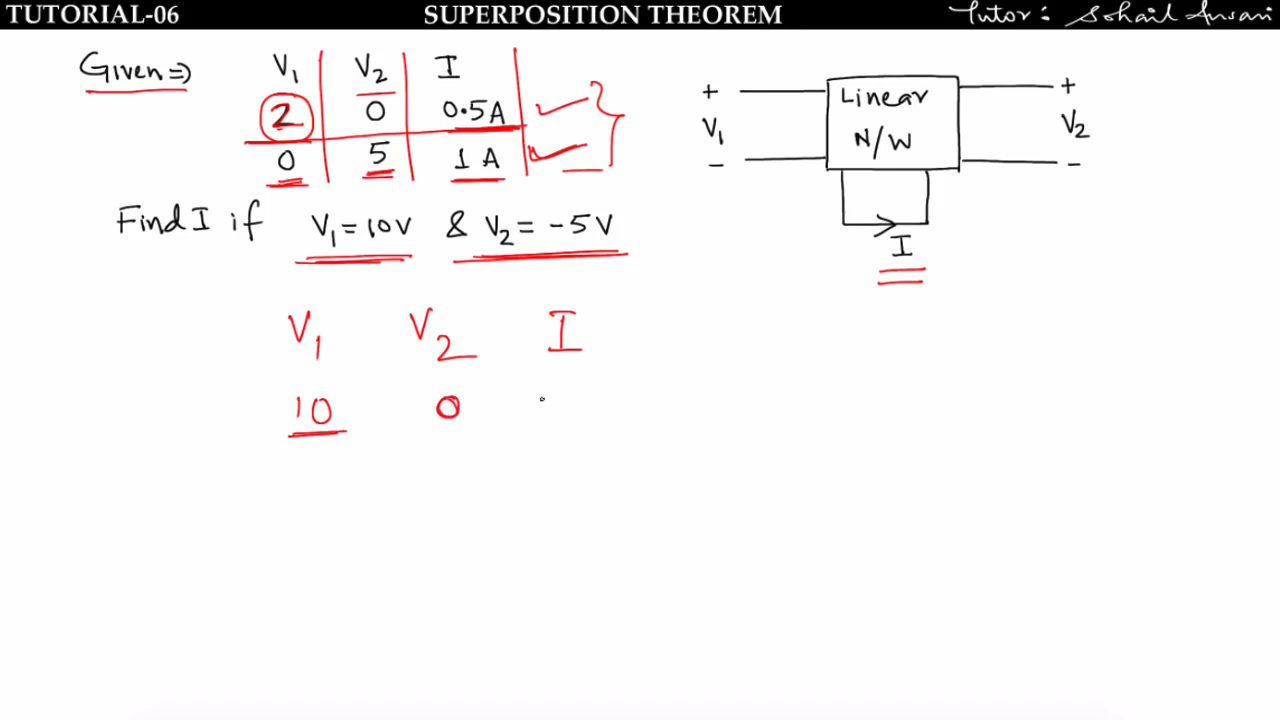 TUTORIAL-06 SUPERPOSITION THEOREM Tutor: Sohail Ansari
Given ⇒ V1 V2 I
2 0 0.5A
0 5 1 A
Find I if V1 = 10V & V2 = -5V
V1 V2 I
10 0
+ Linear +
V1 N/W V2
- -
I